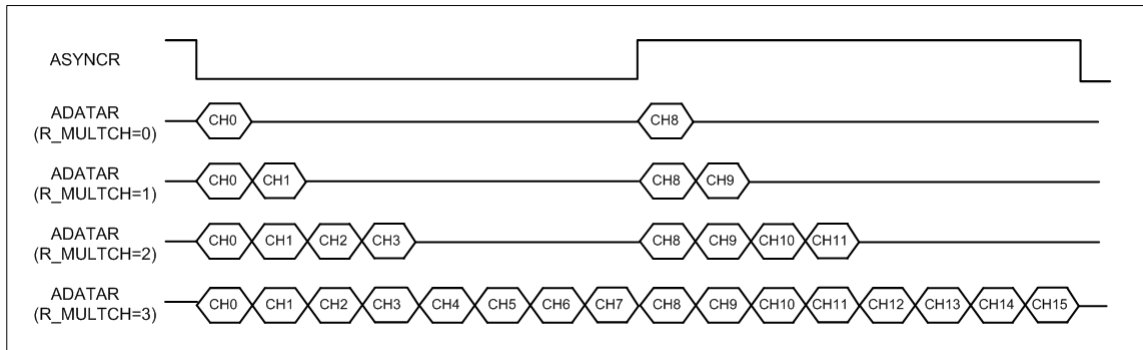 ASYNCR
ADATAR
(R_MULTCH=0)
CH0 CH8
ADATAR
(R_MULTCH=1)
CH0 CH1 CH8 CH9
ADATAR
(R_MULTCH=2)
CH0 CH1 CH2 CH3 CH8 CH9 CH10 CH11
ADATAR
(R_MULTCH=3)
CH0 CH1 CH2 CH3 CH4 CH5 CH6 CH7 CH8 CH9 CH10 CH11 CH12 CH13 CH14 CH15